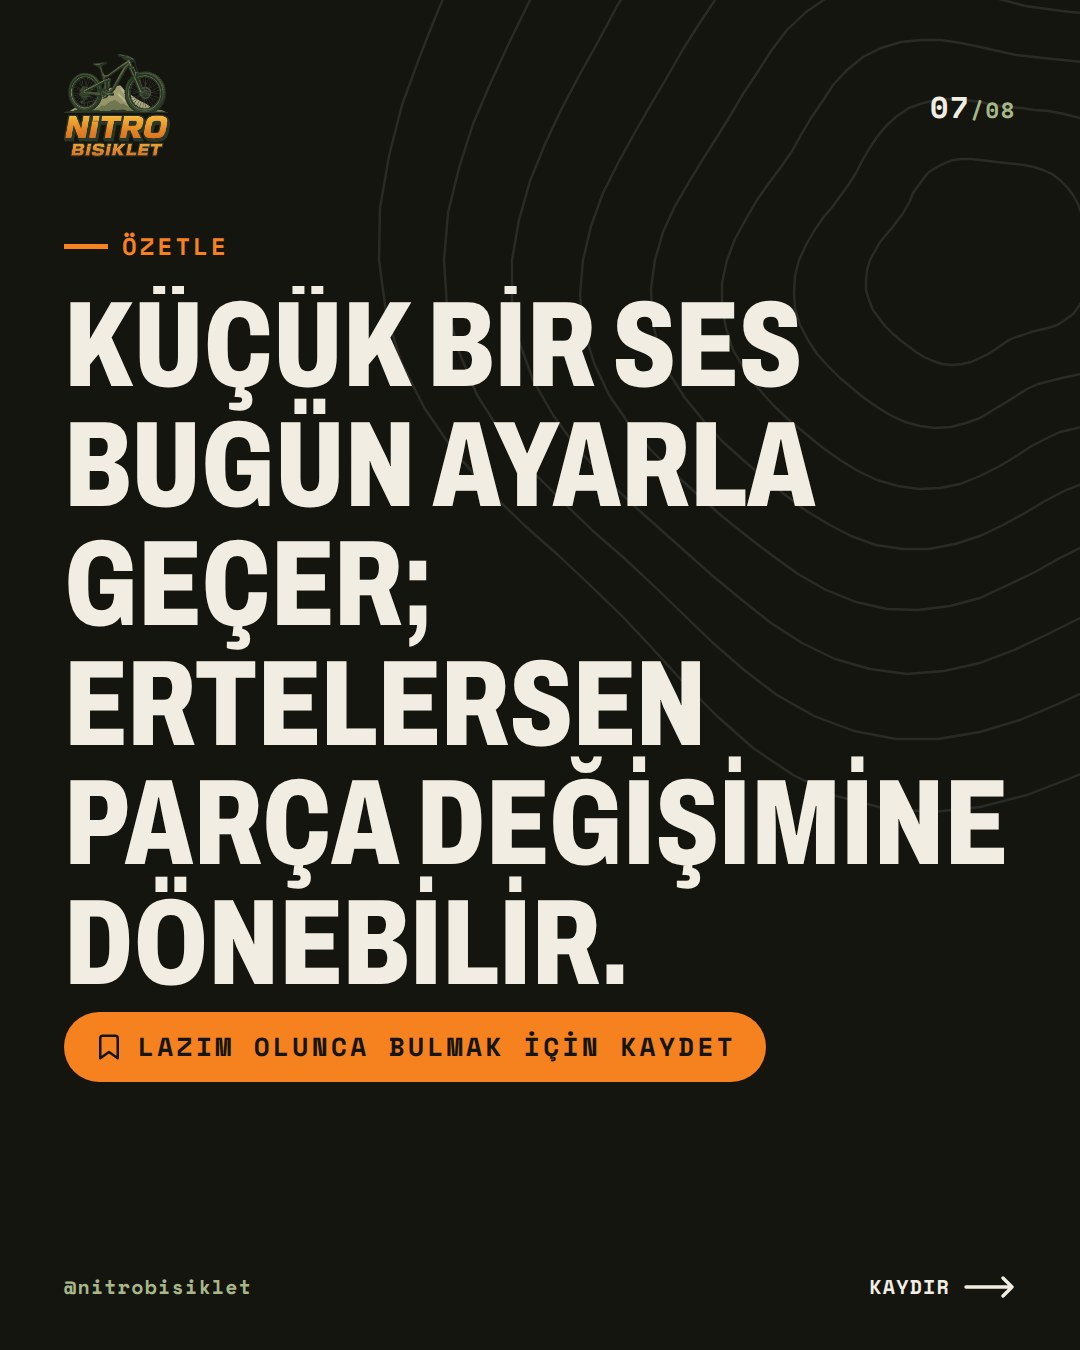 NITRO
BISIKLET
07/08
ÖZETLE
KÜÇÜK BİR SES
BUGÜN AYARLA
GEÇER;
ERTELERSEN
PARÇA DEĞİŞİMİNE
DÖNEBİLİR.
LAZIM OLUNCA BULMAK İÇİN KAYDET
@nitrobisiklet
KAYDIR